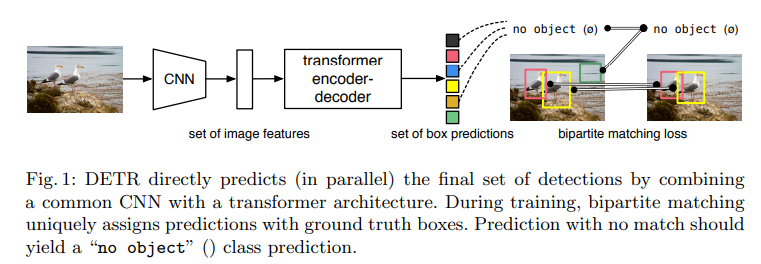 no object (ø) no object (ø)
CNN
transformer
encoder-
decoder
set of image features set of box predictions bipartite matching loss
Fig. 1: DETR directly predicts (in parallel) the final set of detections by combining
a common CNN with a transformer architecture. During training, bipartite matching
uniquely assigns predictions with ground truth boxes. Prediction with no match should
yield a “no object” () class prediction.